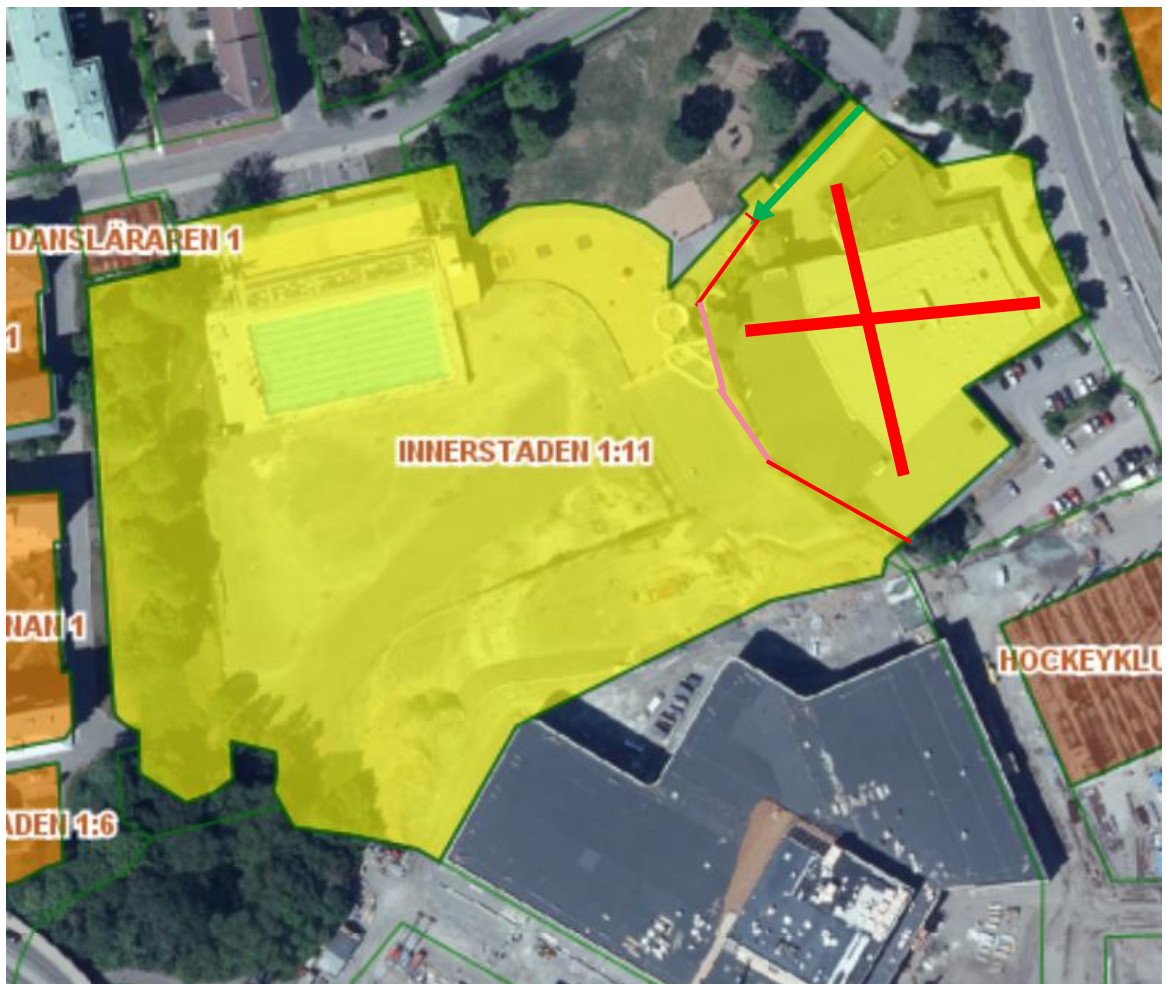 DANSLÄRAREN 1
1
INNERSTADEN 1:11
NAN 1
HOCKEYKLU
ADEN 1:6